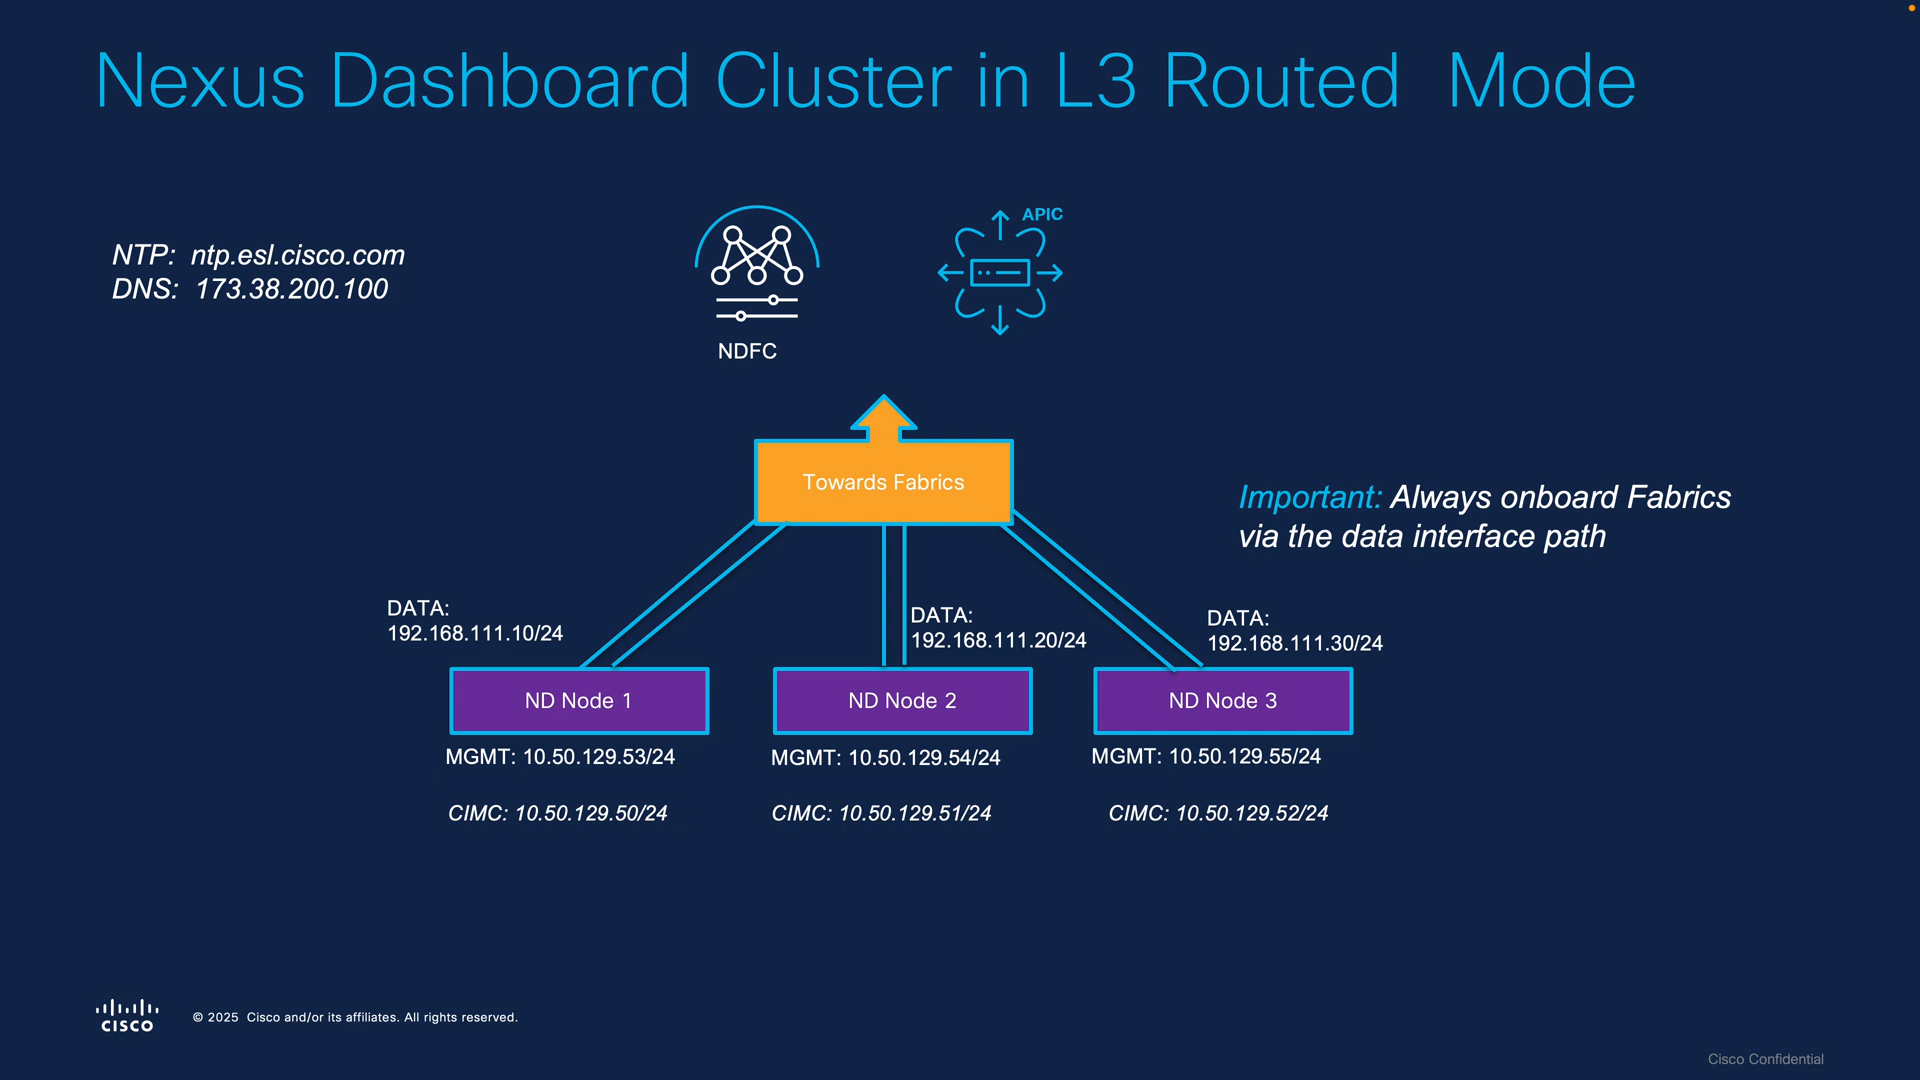 Nexus Dashboard Cluster in L3 Routed  Mode
NTP:  ntp.esl.cisco.com
DNS:  173.38.200.100
APIC
NDFC
Towards Fabrics
Important: Always onboard Fabrics
via the data interface path
DATA:
192.168.111.10/24
DATA:
192.168.111.20/24
DATA:
192.168.111.30/24
ND Node 1
ND Node 2
ND Node 3
MGMT: 10.50.129.53/24
MGMT: 10.50.129.54/24
MGMT: 10.50.129.55/24
CIMC: 10.50.129.50/24
CIMC: 10.50.129.51/24
CIMC: 10.50.129.52/24
CISCO
© 2025  Cisco and/or its affiliates. All rights reserved.
Cisco Confidential